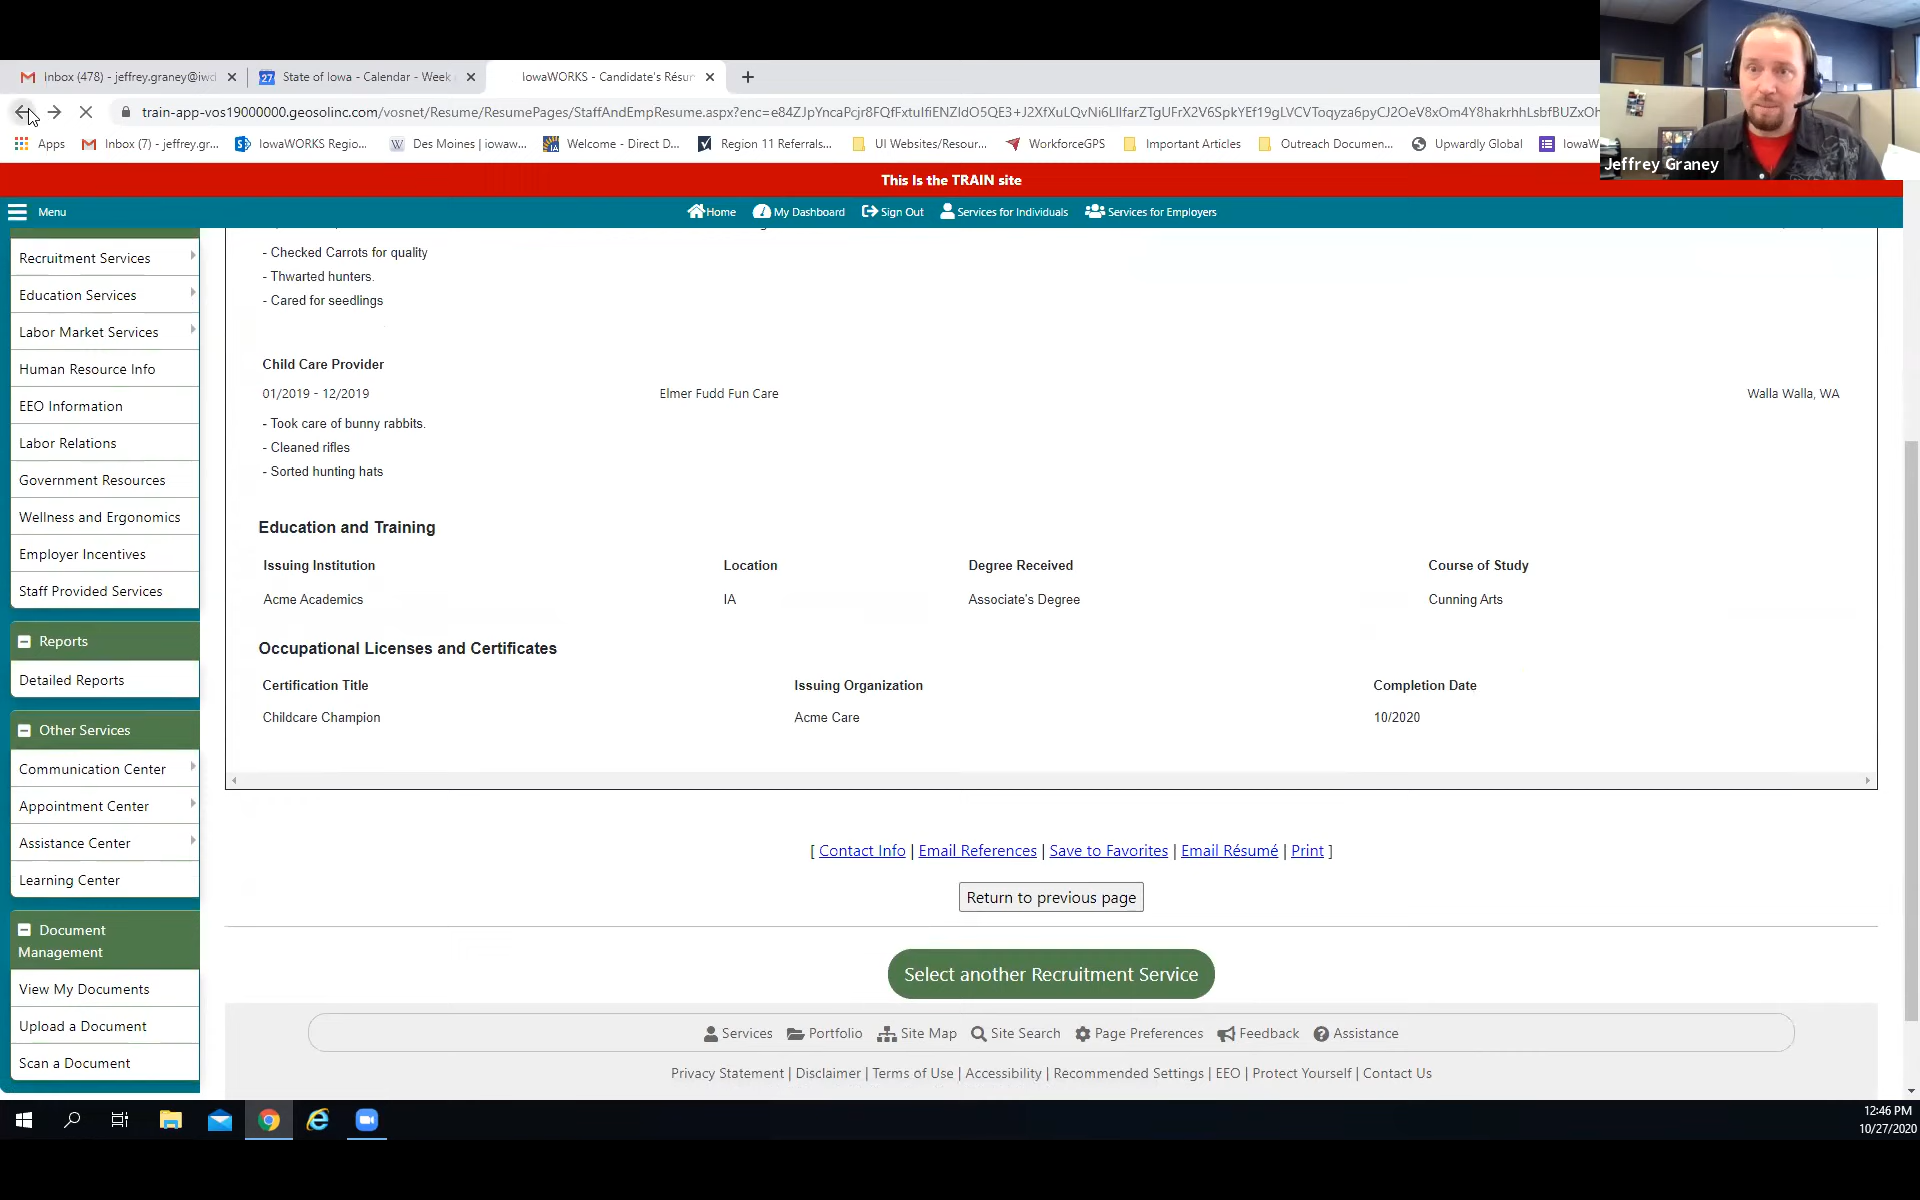 Inbox (478) - jeffrey.graney@iwd
State of Iowa - Calendar - Week
IowaWORKS - Candidate's Résun
train-app-vos19000000.geosolinc.com/vosnet/Resume/ResumePages/StaffAndEmpResume.aspx?enc=
Apps
Inbox (7) - jeffrey.gr...
IowaWORKS Regio...
Des Moines | iowaw...
Welcome - Direct D...
Region 11 Referrals...
UI Websites/Resour...
WorkforceGPS
Important Articles
Outreach Documen...
Upwardly Global
IowaW
Jeffrey Graney
This Is the TRAIN site
Menu
Home
My Dashboard
Sign Out
Services for Individuals
Services for Employers
Recruitment Services
Education Services
Labor Market Services
Human Resource Info
EEO Information
Labor Relations
Government Resources
Wellness and Ergonomics
Employer Incentives
Staff Provided Services
Reports
Detailed Reports
Other Services
Communication Center
Appointment Center
Assistance Center
Learning Center
Document
Management
View My Documents
Upload a Document
Scan a Document
- Checked Carrots for quality
- Thwarted hunters.
- Cared for seedlings
Child Care Provider
01/2019 - 12/2019 Elmer Fudd Fun Care Walla Walla, WA
- Took care of bunny rabbits.
- Cleaned rifles
- Sorted hunting hats
Education and Training
Issuing Institution Location Degree Received Course of Study
Acme Academics IA Associate's Degree Cunning Arts
Occupational Licenses and Certificates
Certification Title Issuing Organization Completion Date
Childcare Champion Acme Care 10/2020
[ Contact Info | Email References | Save to Favorites | Email Résumé | Print ]
Return to previous page
Select another Recruitment Service
Services Portfolio Site Map Site Search Page Preferences Feedback Assistance
Privacy Statement | Disclaimer | Terms of Use | Accessibility | Recommended Settings | EEO | Protect Yourself | Contact Us
12:46 PM
10/27/2020